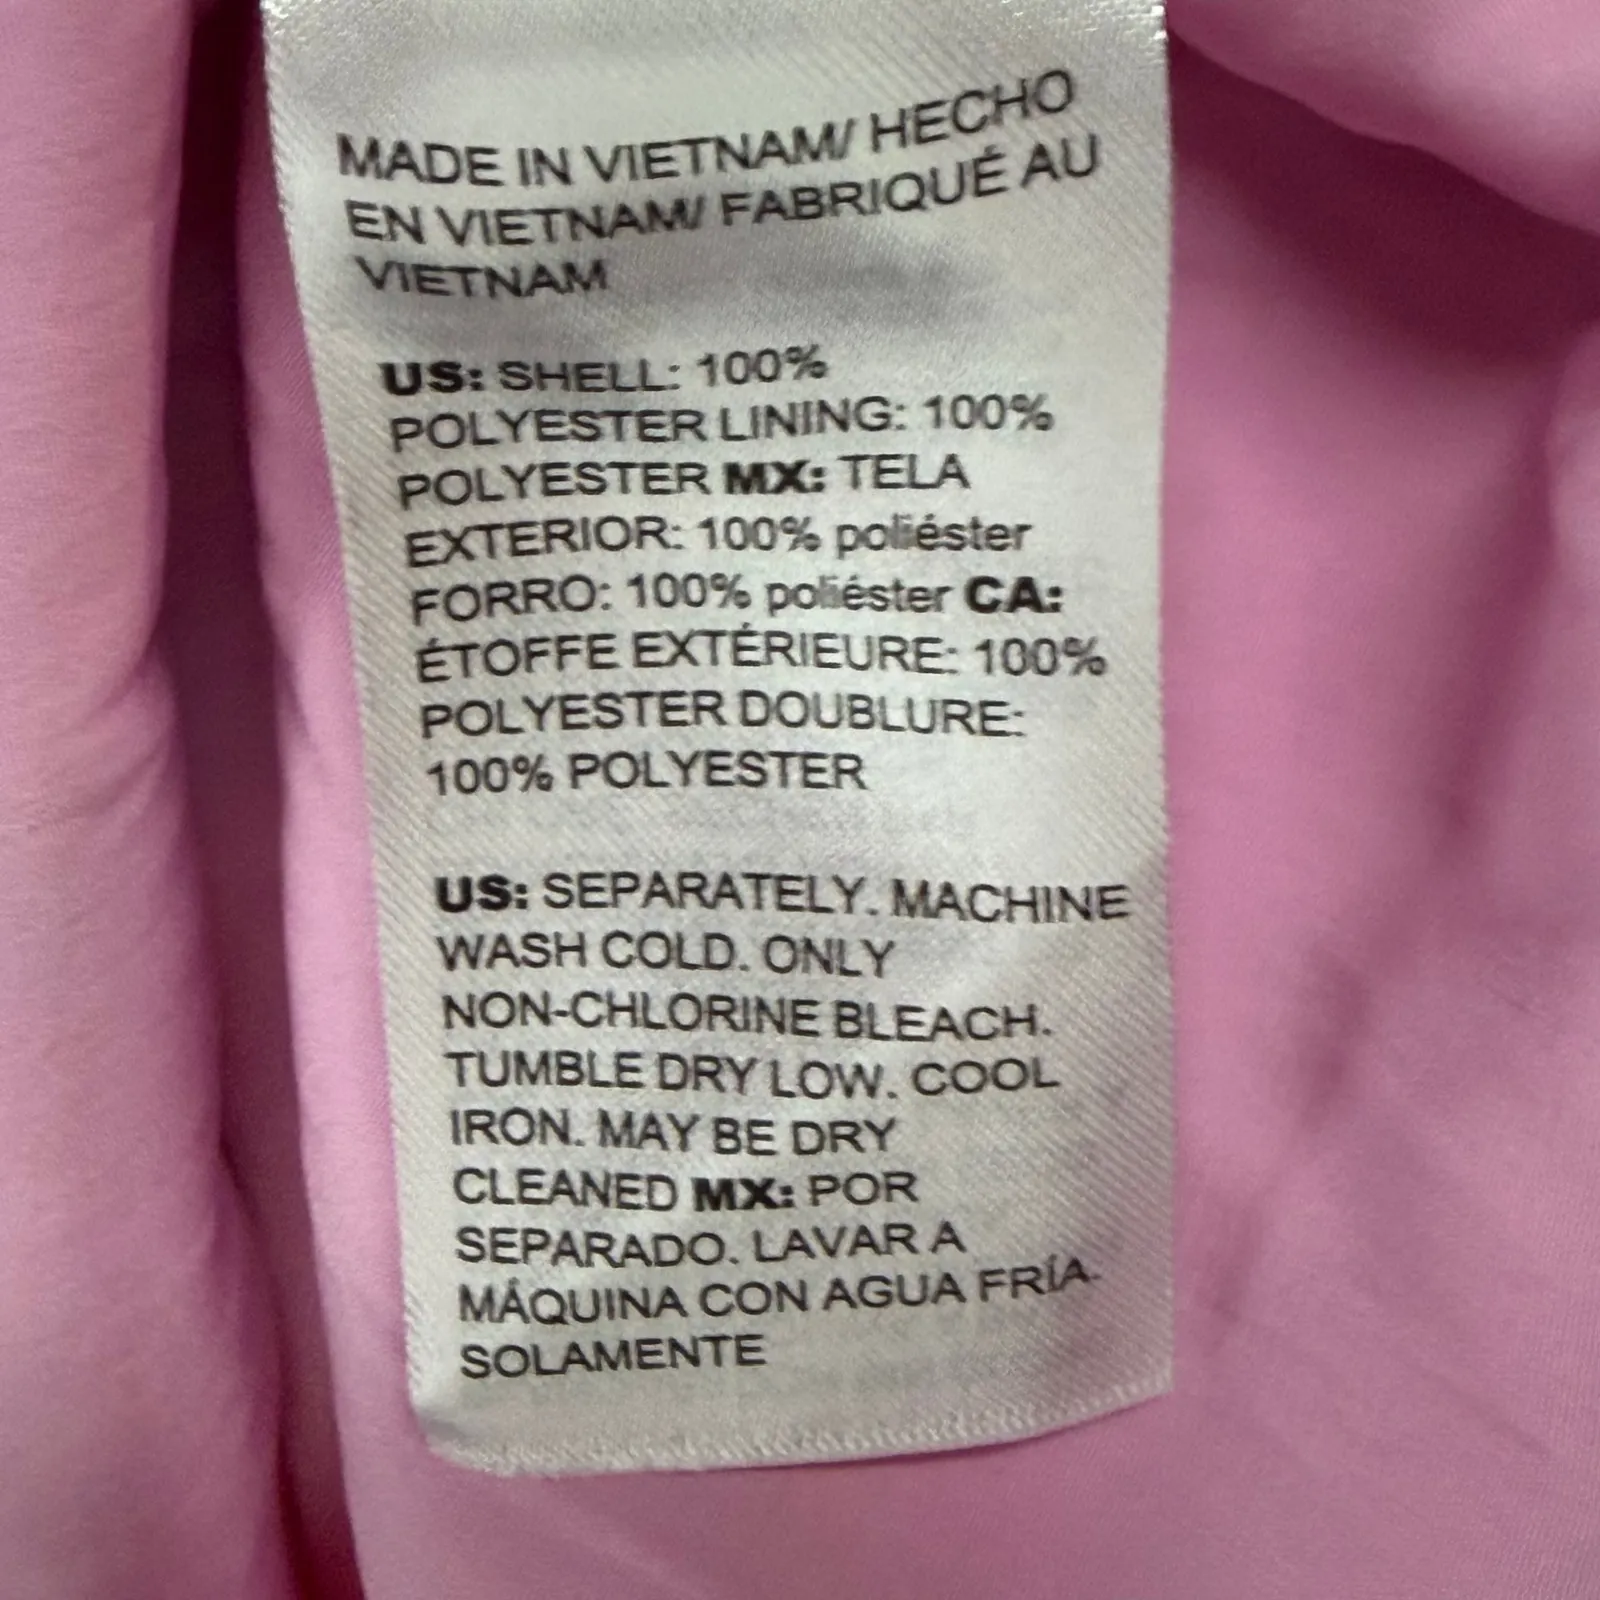 MADE IN VIETNAM/ HECHO
EN VIETNAM/ FABRIQUÉ AU
VIETNAM
US: SHELL: 100%
POLYESTER LINING: 100%
POLYESTER MX: TELA
EXTERIOR: 100% poliéster
FORRO: 100% poliéster CA:
ÉTOFFE EXTÉRIEURE: 100%
POLYESTER DOUBLURE:
100% POLYESTER
US: SEPARATELY. MACHINE
WASH COLD. ONLY
NON-CHLORINE BLEACH.
TUMBLE DRY LOW. COOL
IRON. MAY BE DRY
CLEANED MX: POR
SEPARADO. LAVAR A
MÁQUINA CON AGUA FRÍA.
SOLAMENTE